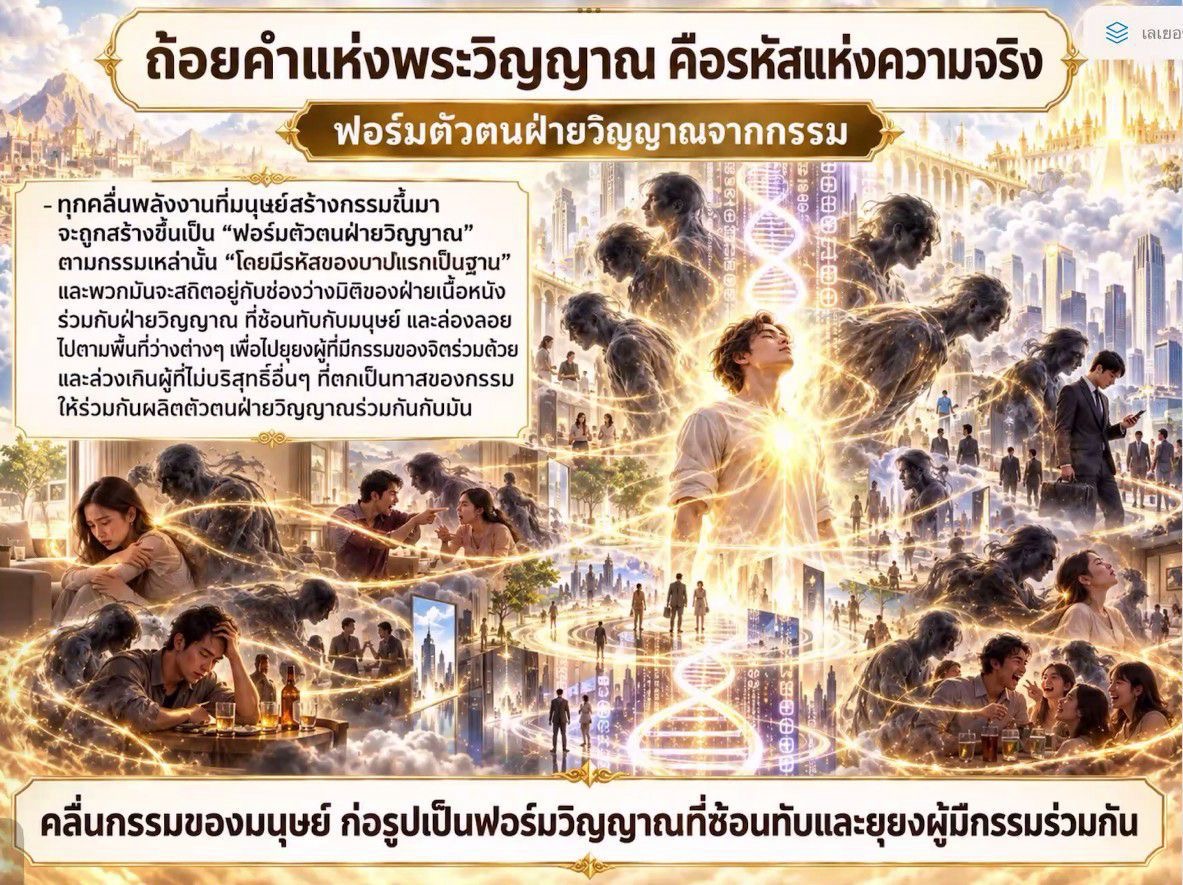 ถ้อยคำแห่งพระวิญญาณ คือรหัสแห่งความจริง
ฟอร์มตัวตนฝ่ายวิญญาณจากกรรม
- ทุกคลื่นพลังงานที่มนุษย์สร้างกรรมขึ้นมา
จะถูกสร้างขึ้นเป็น “ฟอร์มตัวตนฝ่ายวิญญาณ”
ตามกรรมเหล่านั้น “โดยมีรหัสของบาปแรกเป็นฐาน”
และพวกมันจะสถิตอยู่กับช่องว่างมิติของฝ่ายเนื้อหนัง
ร่วมกับฝ่ายวิญญาณ ที่ซ้อนทับกับมนุษย์ และล่องลอย
ไปตามพื้นที่ว่างต่างๆ เพื่อไปยุยงผู้ที่มีกรรมของจิตร่วมด้วย
และล่วงเกินผู้ที่ไม่บริสุทธิ์อื่นๆ ที่ตกเป็นทาสของกรรม
ให้ร่วมกันผลิตตัวตนฝ่ายวิญญาณร่วมกันกับมัน
คลื่นกรรมของมนุษย์ ก่อรูปเป็นฟอร์มวิญญาณที่ซ้อนทับและยุยงผู้มีกรรมร่วมกัน